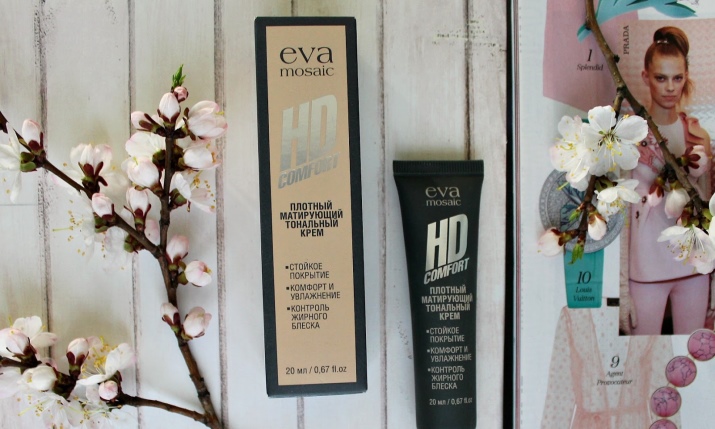 eva
mosaic
HD
COMFORT
ПЛОТНЫЙ
МАТИРУЮЩИЙ
ТОНАЛЬНЫЙ
КРЕМ
•СТОЙКОЕ
ПОКРЫТИЕ
•КОМФОРТ И
УВЛАЖНЕНИЕ
•КОНТРОЛЬ
ЖИРНОГО
БЛЕСКА
20 мл / 0,67 fl.oz
eva
mosaic
HD
COMFORT
ПЛОТНЫЙ
МАТИРУЮЩИЙ
ТОНАЛЬНЫЙ
КРЕМ
•СТОЙКОЕ
ПОКРЫТИЕ
•КОМФОРТ И
УВЛАЖНЕНИЕ
•КОНТРОЛЬ
ЖИРНОГО
БЛЕСКА
20 мл / 0,67 fl.oz
1
Splendid
PRADA
10
Louis
Vuitton
9
Agent
Provocateur